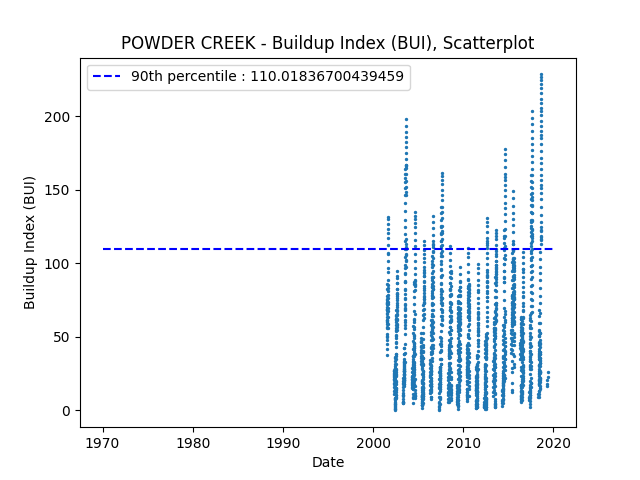 POWDER CREEK - Buildup Index (BUI), Scatterplot
90th percentile : 110.01836700439459
200
150
100
50
0
Buildup Index (BUI)
1970 1980 1990 2000 2010 2020
Date